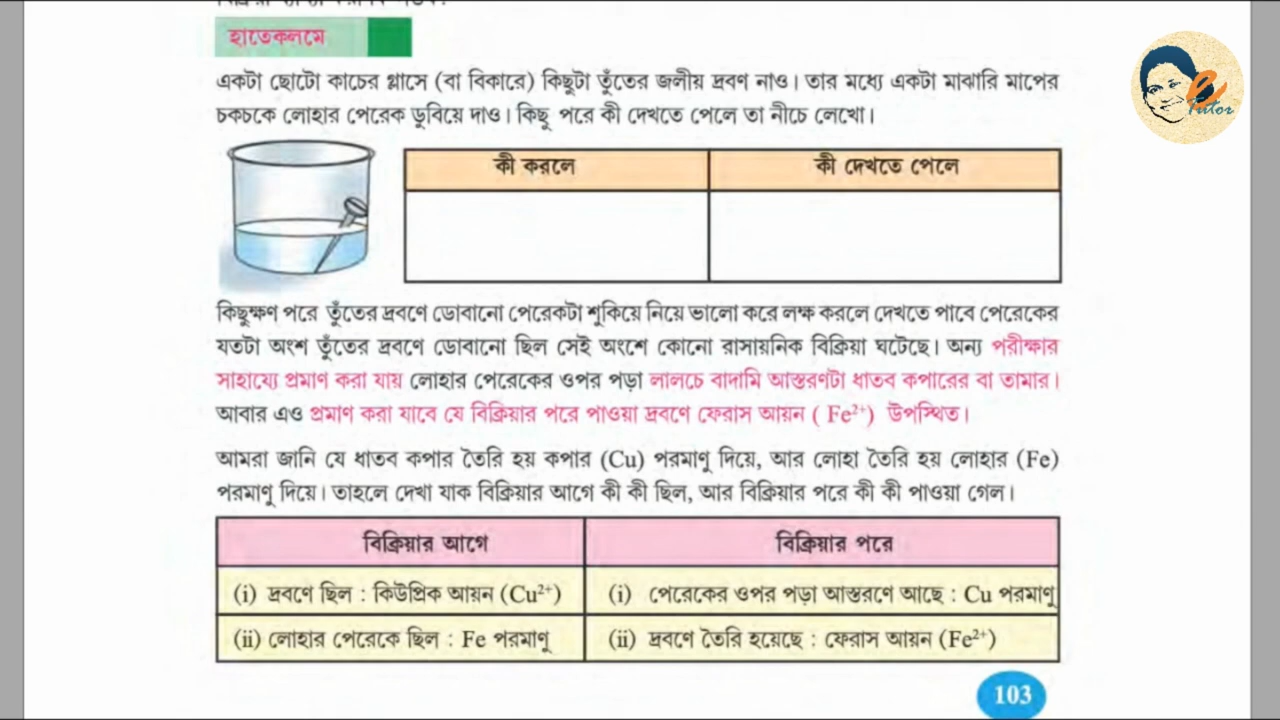 হাতেকলমে
একটা ছোটো কাচের গ্লাসে (বা বিকারে) কিছুটা তুঁতের জলীয় দ্রবণ নাও। তার মধ্যে একটা মাঝারি মাপের
চকচকে লোহার পেরেক ডুবিয়ে দাও। কিছু পরে কী দেখতে পেলে তা নীচে লেখো।
কী করলে
কী দেখতে পেলে
কিছুক্ষণ পরে তুঁতের দ্রবণে ডোবানো পেরেকটা শুকিয়ে নিয়ে ভালো করে লক্ষ করলে দেখতে পাবে পেরেকের
যতটা অংশ তুঁতের দ্রবণে ডোবানো ছিল সেই অংশে কোনো রাসায়নিক বিক্রিয়া ঘটেছে। অন্য পরীক্ষার
সাহায্যে প্রমাণ করা যায় লোহার পেরেকের ওপর পড়া লালচে বাদামি আস্তরণটা ধাতব কপারের বা তামার।
আবার এও প্রমাণ করা যাবে যে বিক্রিয়ার পরে পাওয়া দ্রবণে ফেরাস আয়ন ( Fe²⁺) উপস্থিত।
আমরা জানি যে ধাতব কপার তৈরি হয় কপার (Cu) পরমাণু দিয়ে, আর লোহা তৈরি হয় লোহার (Fe)
পরমাণু দিয়ে। তাহলে দেখা যাক বিক্রিয়ার আগে কী কী ছিল, আর বিক্রিয়ার পরে কী কী পাওয়া গেল।
বিক্রিয়ার আগে
বিক্রিয়ার পরে
(i) দ্রবণে ছিল : কিউপ্রিক আয়ন (Cu²⁺)
(i) পেরেকের ওপর পড়া আস্তরণে আছে : Cu পরমাণু
(ii) লোহার পেরেকে ছিল : Fe পরমাণু
(ii) দ্রবণে তৈরি হয়েছে : ফেরাস আয়ন (Fe²⁺)
103
e Tutor